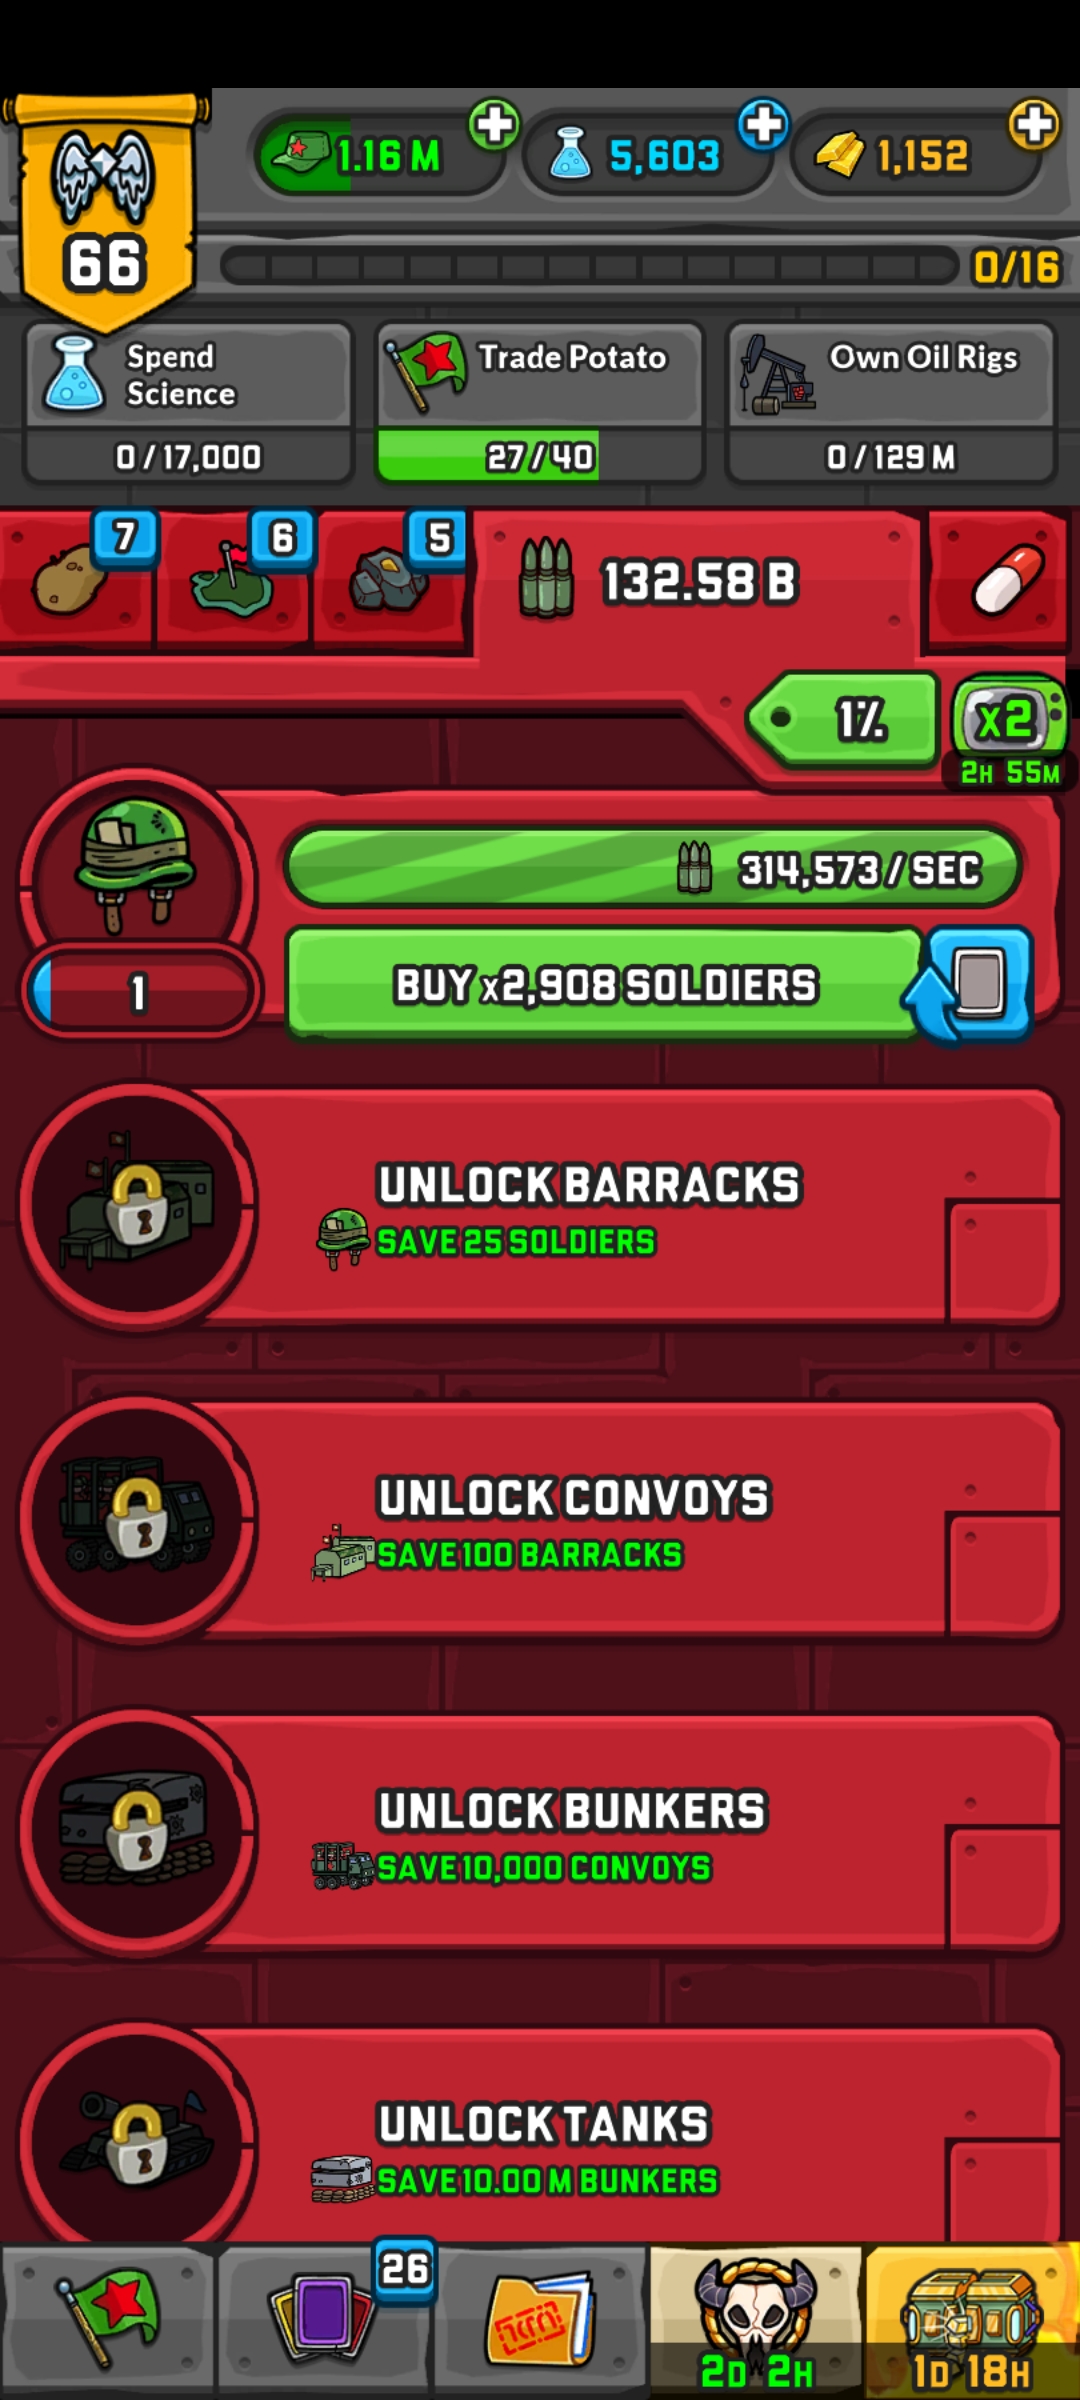 66
1.16 M
5,603
1,152
0/16
Spend
Science
0 / 17,000
Trade Potato
27 / 40
Own Oil Rigs
0 / 129 M
7
6
5
132.58 B
1%
x2
2H 55M
314,573 / SEC
1
BUY x2,908 SOLDIERS
UNLOCK BARRACKS
SAVE 25 SOLDIERS
UNLOCK CONVOYS
SAVE 100 BARRACKS
UNLOCK BUNKERS
SAVE 10,000 CONVOYS
UNLOCK TANKS
SAVE 10.00 M BUNKERS
26
2D 2H
1D 18H